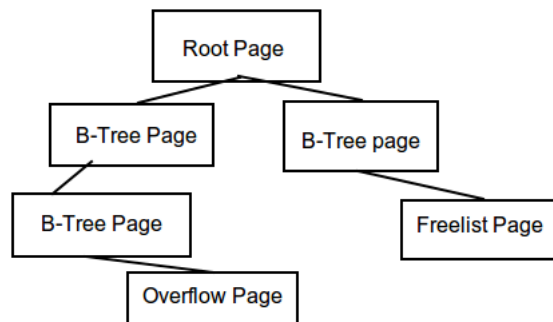 Root Page
B-Tree Page
B-Tree page
B-Tree Page
Freelist Page
Overflow Page